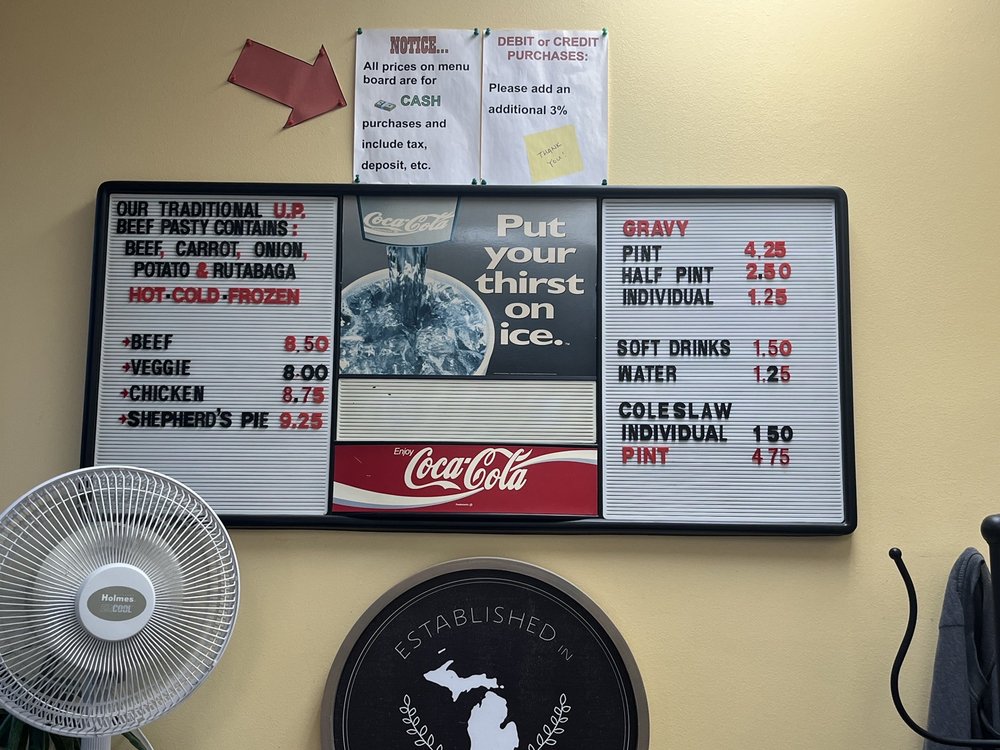 NOTICE...
All prices on menu
board are for
CASH
purchases and
include tax,
deposit, etc.
DEBIT or CREDIT
PURCHASES:
Please add an
additional 3%
THANK
YOU!
OUR TRADITIONAL U.P.
BEEF PASTY CONTAINS:
BEEF, CARROT, ONION,
POTATO & RUTABAGA
HOT-COLD-FROZEN
BEEF 8.50
VEGGIE 8.00
CHICKEN 8.75
SHEPHERD'S PIE 9.25
Coca-Cola
Put
your
thirst
on
ice.
Enjoy
Coca-Cola
GRAVY
PINT 4.25
HALF PINT 2.50
INDIVIDUAL 1.25
SOFT DRINKS 1.50
WATER 1.25
COLESLAW
INDIVIDUAL 1 50
PINT 4 75
Holmes
COOL
ESTABLISHED IN